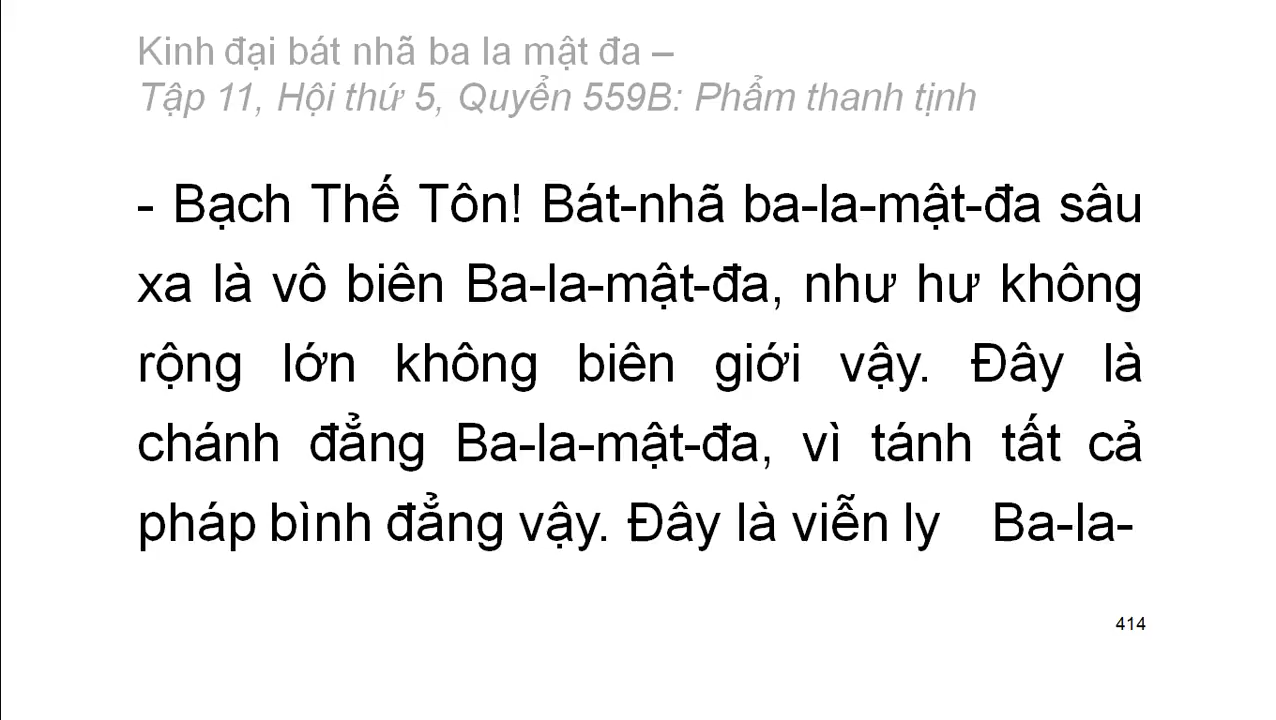 Kinh đại bát nhã ba la mật đa –
Tập 11, Hội thứ 5, Quyển 559B: Phẩm thanh tịnh
- Bạch Thế Tôn! Bát-nhã ba-la-mật-đa sâu
xa là vô biên Ba-la-mật-đa, như hư không
rộng lớn không biên giới vậy. Đây là
chánh đẳng Ba-la-mật-đa, vì tánh tất cả
pháp bình đẳng vậy. Đây là viễn ly Ba-la-
414